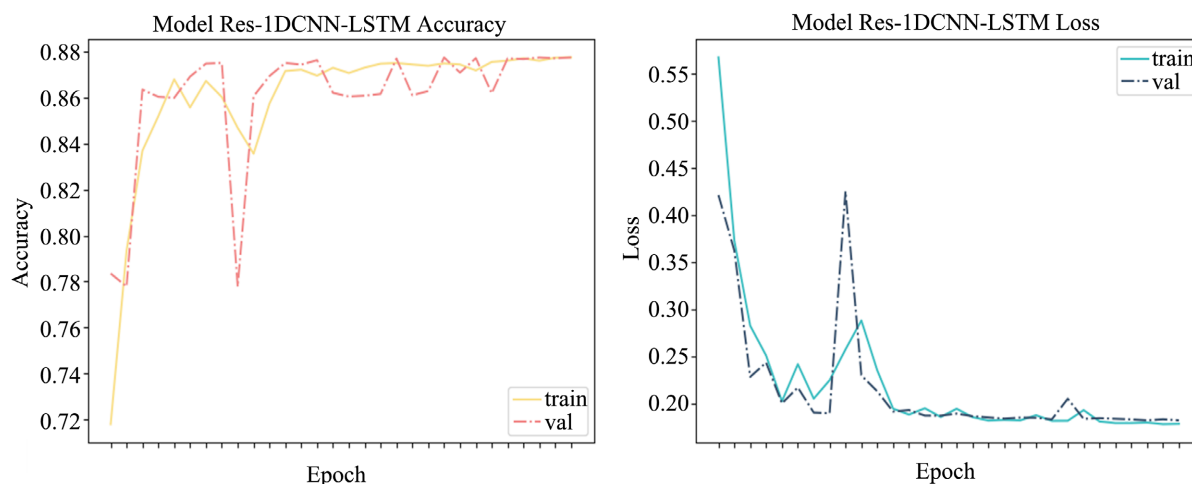 Model Res-1DCNN-LSTM Accuracy
0.88
0.86
0.84
0.82
0.80
0.78
0.76
0.74
0.72
Accuracy
Epoch
train
val
Model Res-1DCNN-LSTM Loss
0.55
0.50
0.45
0.40
0.35
0.30
0.25
0.20
Loss
Epoch
train
val